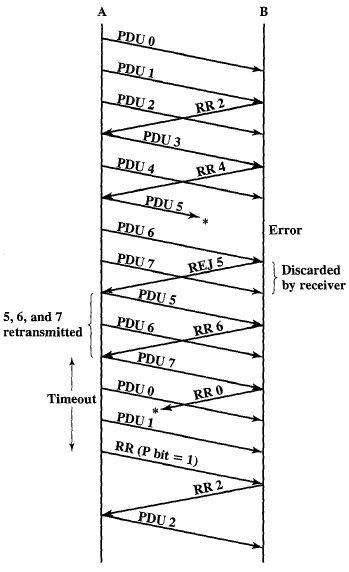 A B
PDU 0
PDU 1
PDU 2
RR 2
PDU 3
PDU 4
RR 4
PDU 5
*
PDU 6
Error
PDU 7
REJ 5
Discarded
by receiver
PDU 5
5, 6, and 7
retransmitted
PDU 6
RR 6
PDU 7
PDU 0
RR 0
Timeout
*
PDU 1
RR (P bit = 1)
RR 2
PDU 2